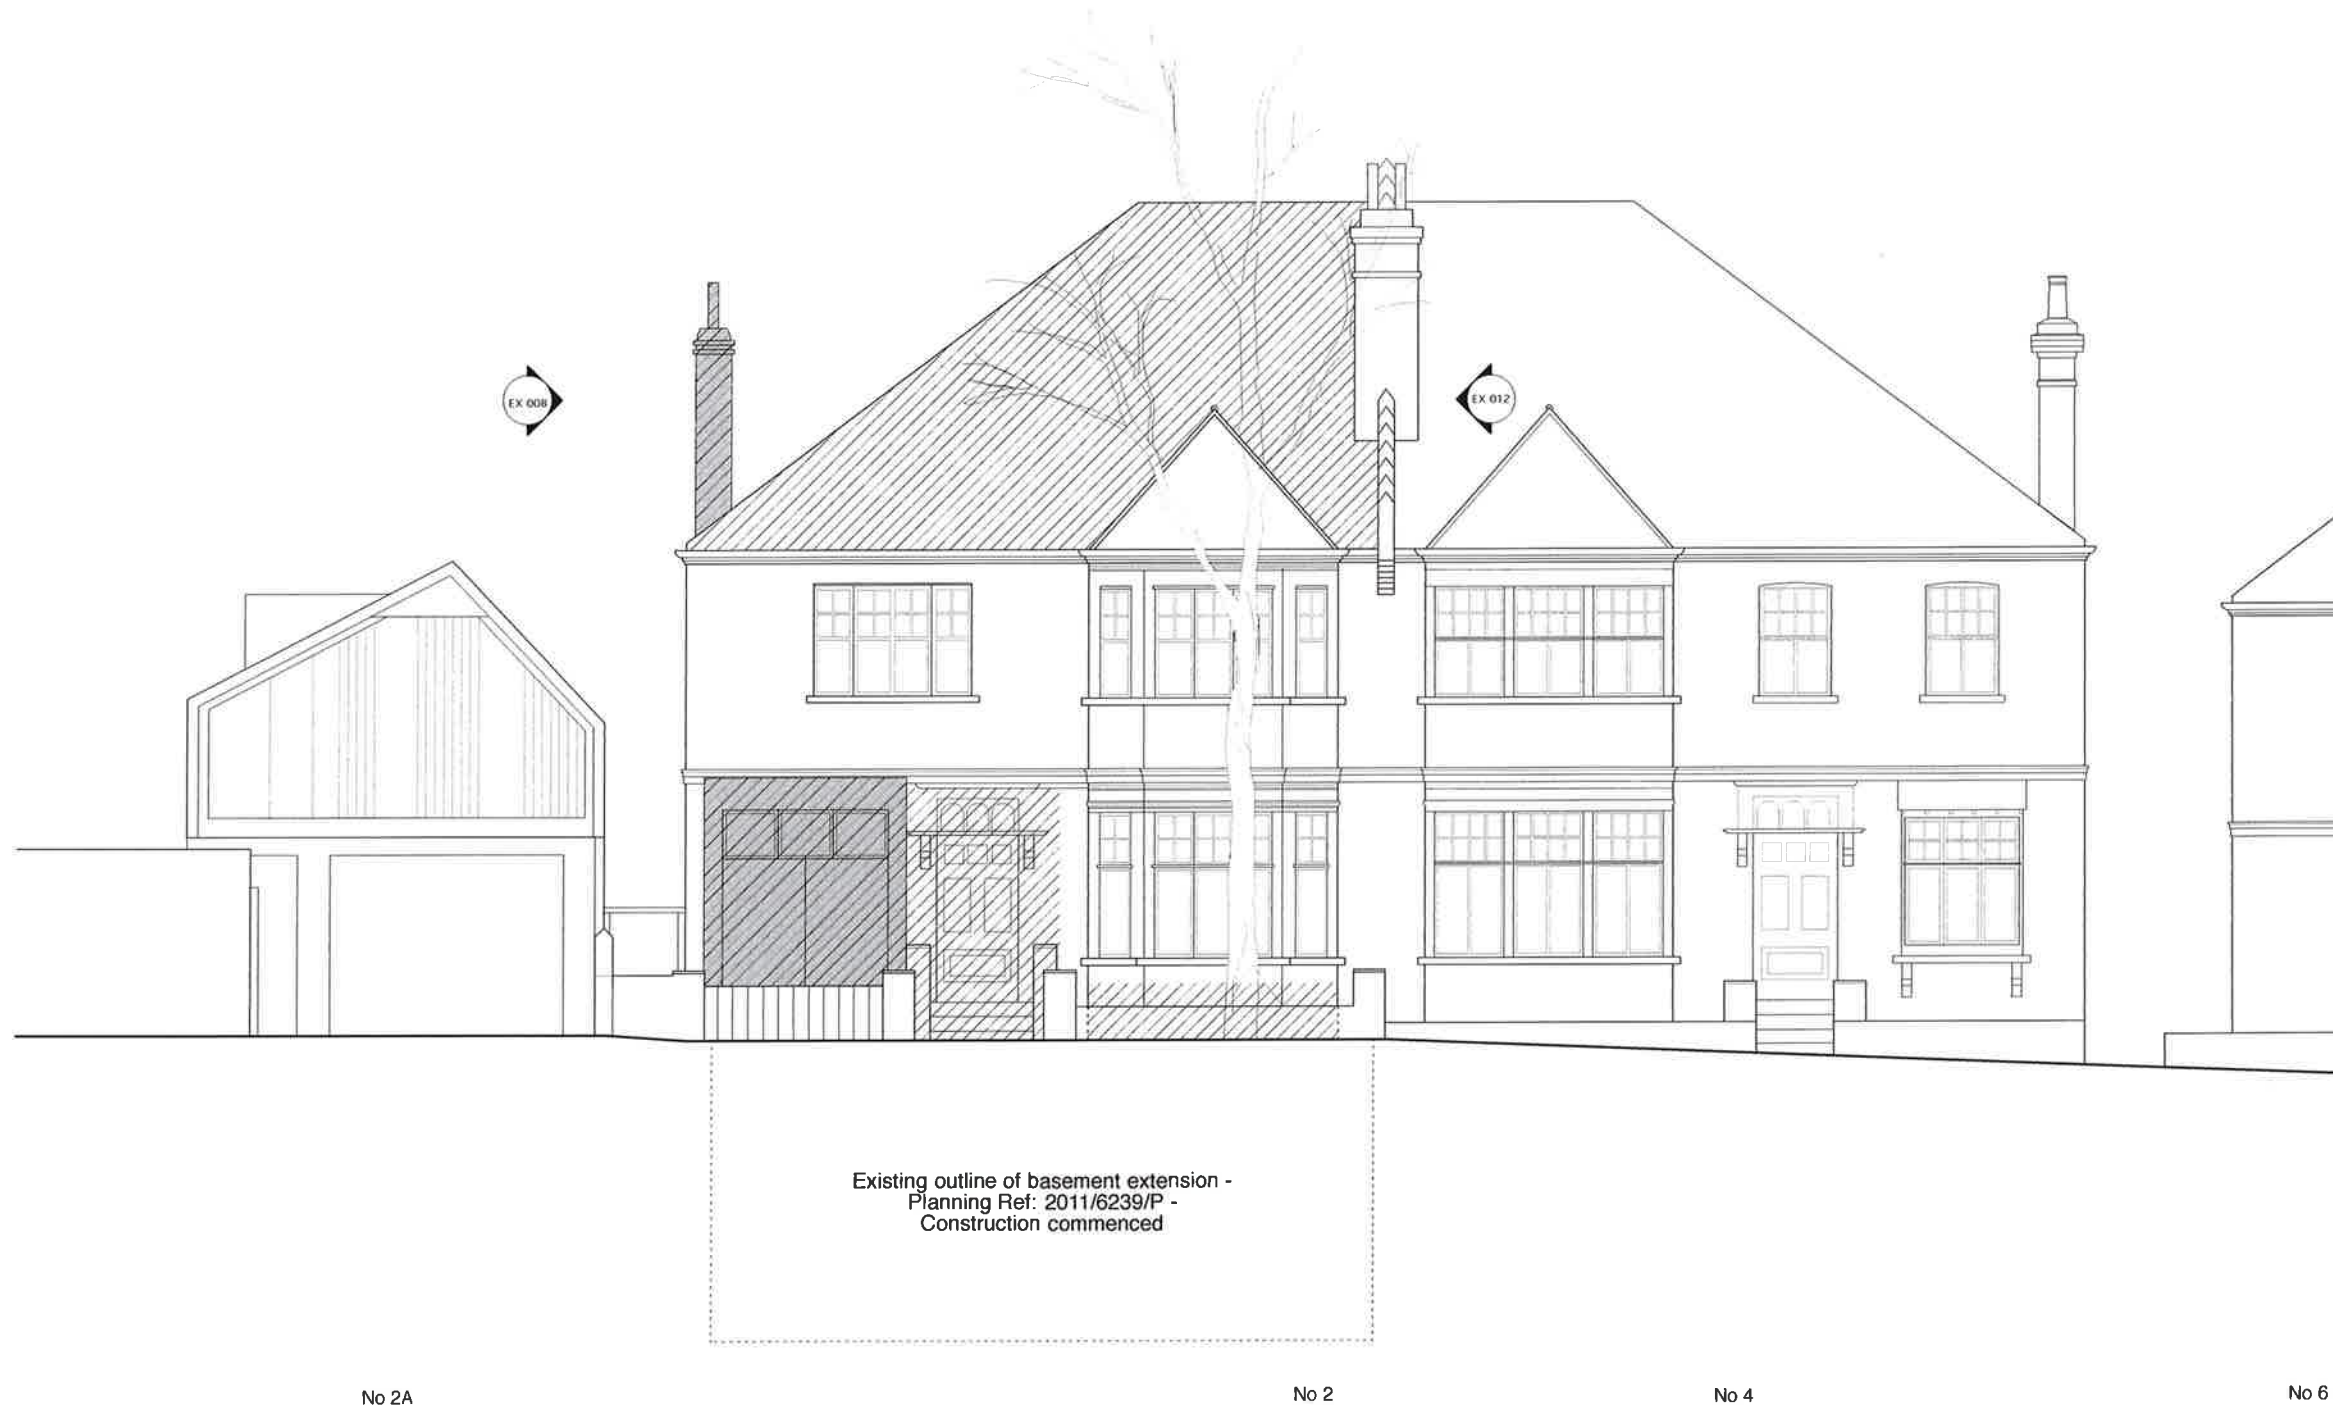 EX 008
EX 012
Existing outline of basement extension -
Planning Ref: 2011/6239/P -
Construction commenced
No 2A
No 2
No 4
No 6